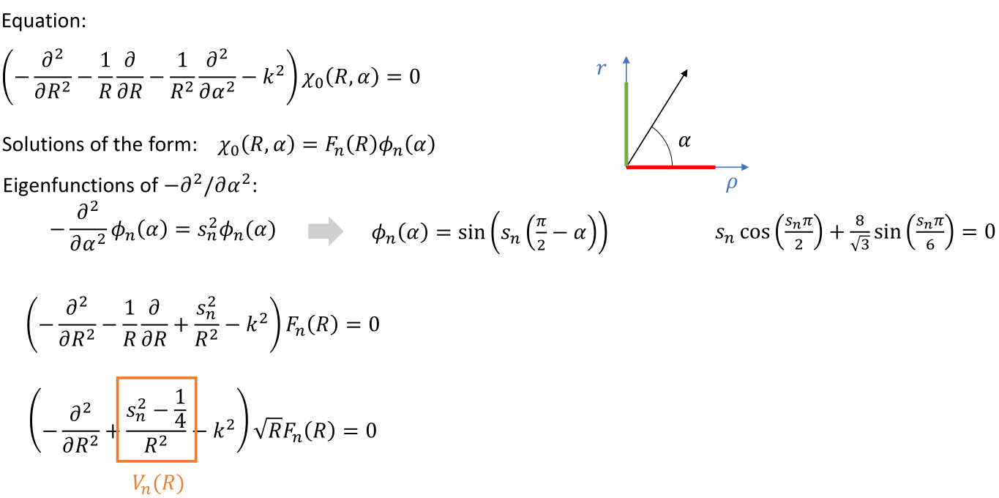 Equation:
(−∂²/∂R² − 1/R ∂/∂R − 1/R² ∂²/∂α² − k²) χ₀(R, α) = 0
r
α
ρ
Solutions of the form: χ₀(R, α) = Fₙ(R)ϕₙ(α)
Eigenfunctions of −∂²/∂α²:
−∂²/∂α² ϕₙ(α) = sₙ²ϕₙ(α) ϕₙ(α) = sin(sₙ(π/2 − α)) sₙ cos(sₙπ/2) + 8/√3 sin(sₙπ/6) = 0
(−∂²/∂R² − 1/R ∂/∂R + sₙ²/R² − k²) Fₙ(R) = 0
(−∂²/∂R² + (sₙ² − 1/4)/R² − k²) √R Fₙ(R) = 0
Vₙ(R)